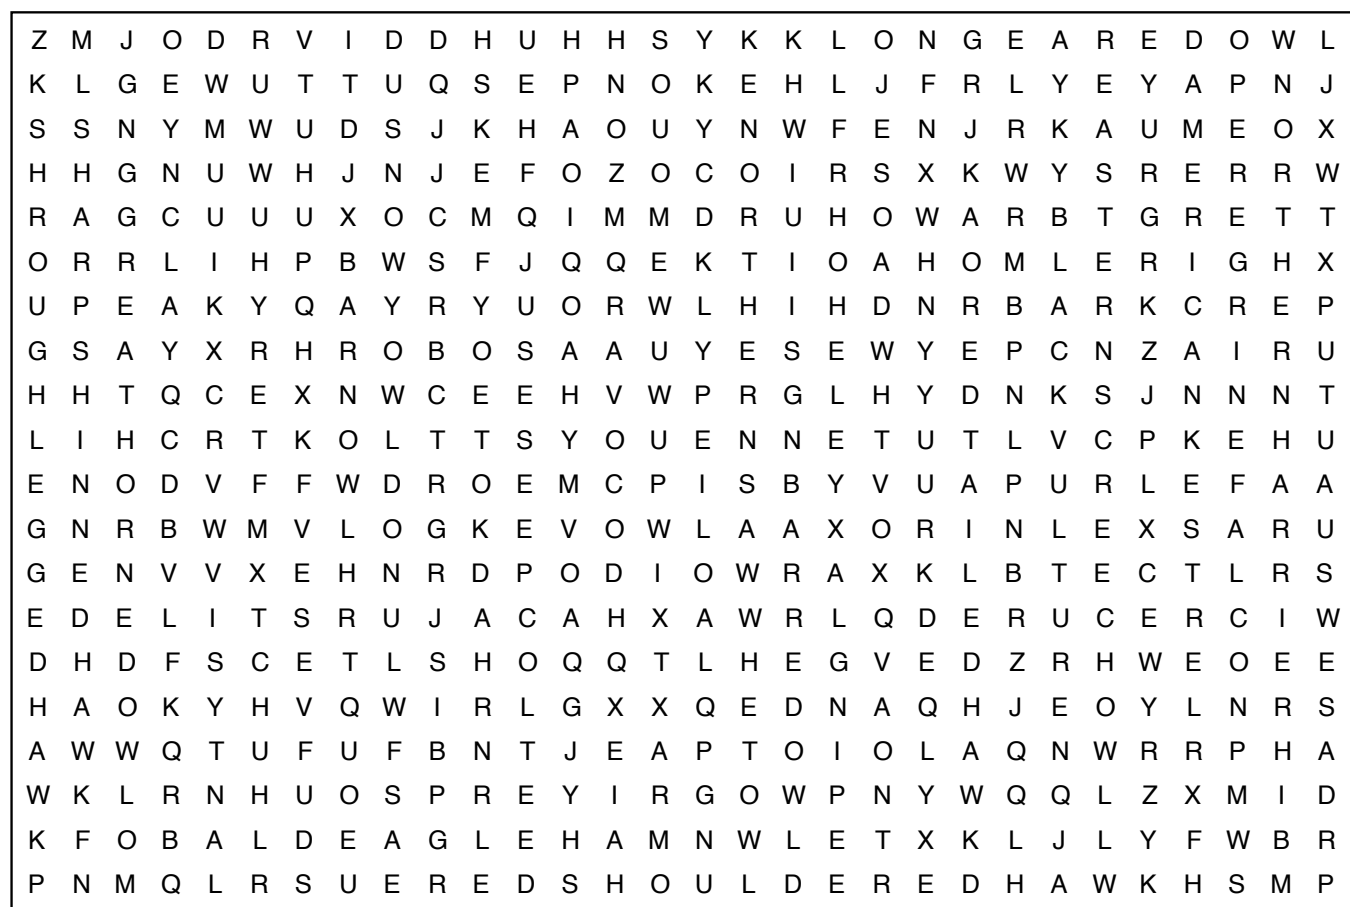 Z M J O D R V I D D H U H H S Y K K L O N G E A R E D O W L
K L G E W U T T U Q S E P N O K E H L J F R L Y E Y A P N J
S S N Y M W U D S J K H A O U Y N W F E N J R K A U M E O X
H H G N U W H J N J E F O Z O C O I R S X K W Y S R E R R W
R A G C U U U X O C M Q I M M D R U H O W A R B T G R E T T
O R R L I H P B W S F J Q Q E K T I O A H O M L E R I G H X
U P E A K Y Q A Y R Y U O R W L H I H D N R B A R K C R E P
G S A Y X R H R O B O S A A U Y E S E W Y E P C N Z A I R U
H H T Q C E X N W C E E H V W P R G L H Y D N K S J N N N T
L I H C R T K O L T T S Y O U E N N E T U T L V C P K E H U
E N O D V F F W D R O E M C P I S B Y V U A P U R L E F A A
G N R B W M V L O G K E V O W L A A X O R I N L E X S A R U
G E N V V X E H N R D P O D I O W R A X K L B T E C T L R S
E D E L I T S R U J A C A H X A W R L Q D E R U C E R C I W
D H D F S C E T L S H O Q Q T L H E G V E D Z R H W E O E E
H A O K Y H V Q W I R L G X X Q E D N A Q H J E O Y L N R S
A W W Q T U F U F B N T J E A P T O I O L A Q N W R R P H A
W K L R N H U O S P R E Y I R G O W P N Y W Q Q L Z X M I D
K F O B A L D E A G L E H A M N W L E T X K L J L Y F W B R
P N M Q L R S U E R E D S H O U L D E R E D H A W K H S M P